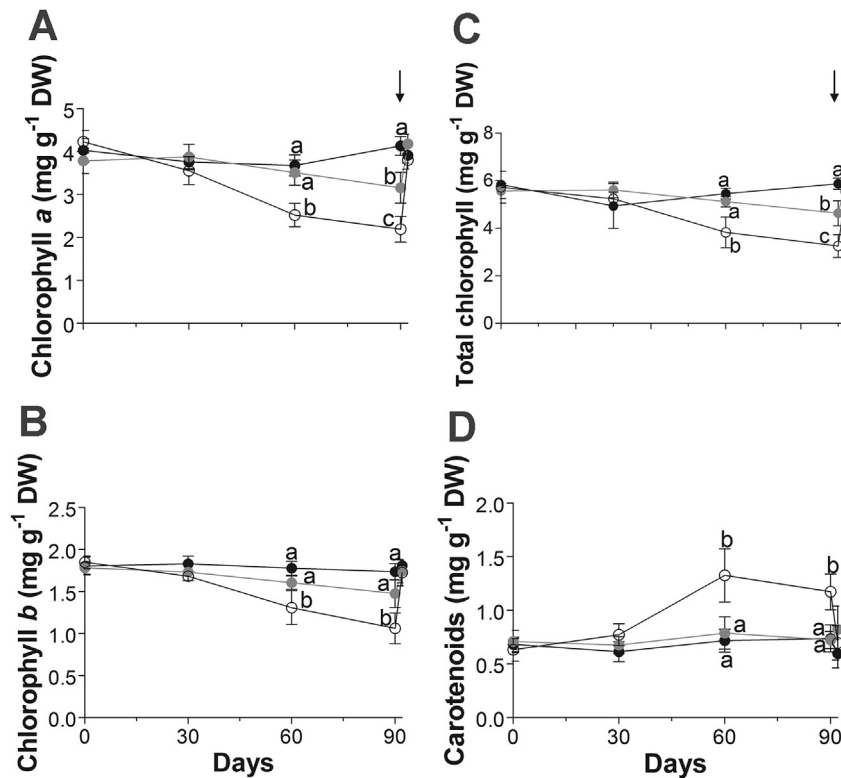 A
Chlorophyll a (mg g-1 DW)
5
4
3
2
1
0
a
a
a
b
b
c
C
Total chlorophyll (mg g-1 DW)
8
6
4
2
0
a
a
a
b
b
c
B
Chlorophyll b (mg g-1 DW)
2.5
2.0
1.5
1.0
0.5
0.0
a
a
a
a
b
b
0
30
60
90
Days
D
Carotenoids (mg g-1 DW)
2.0
1.5
1.0
0.5
0.0
b
b
a
a
a
a
0
30
60
90
Days